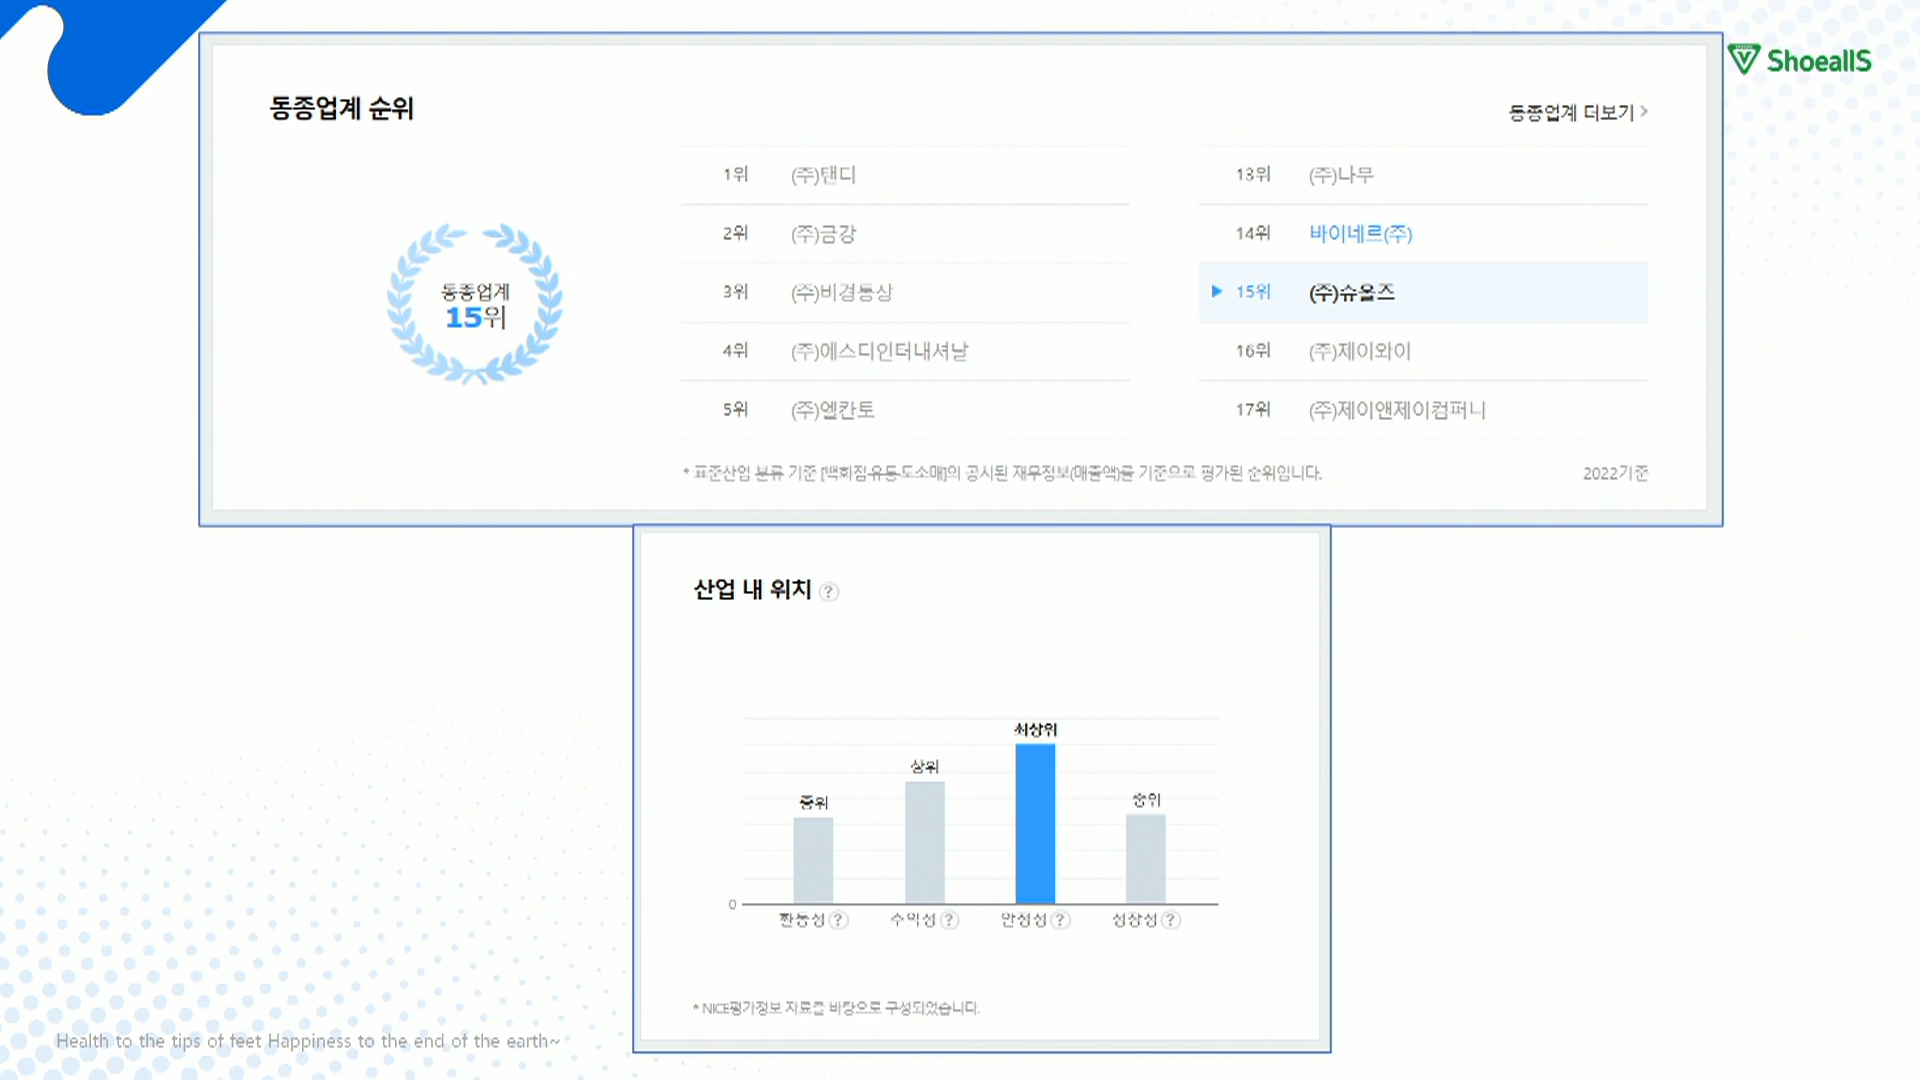 ShoeallS
동종업계 순위
동종업계 더보기 >
동종업계
15위
1위 (주)탠디
2위 (주)금강
3위 (주)비경통상
4위 (주)에스디인터내셔날
5위 (주)엘칸토
13위 (주)나무
14위 바이네르(주)
▶ 15위 (주)슈올즈
16위 (주)제이와이
17위 (주)제이앤제이컴퍼니
* 표준산업 분류 기준 [백화점유통도소매]의 공시된 재무정보(매출액)를 기준으로 평가된 순위입니다.
2022기준
산업 내 위치 ?
중위
상위
최상위
중위
0
활동성 ?
수익성 ?
안정성 ?
성장성 ?
* NICE평가정보 자료를 바탕으로 구성되었습니다.
Health to the tips of feet Happiness to the end of the earth~